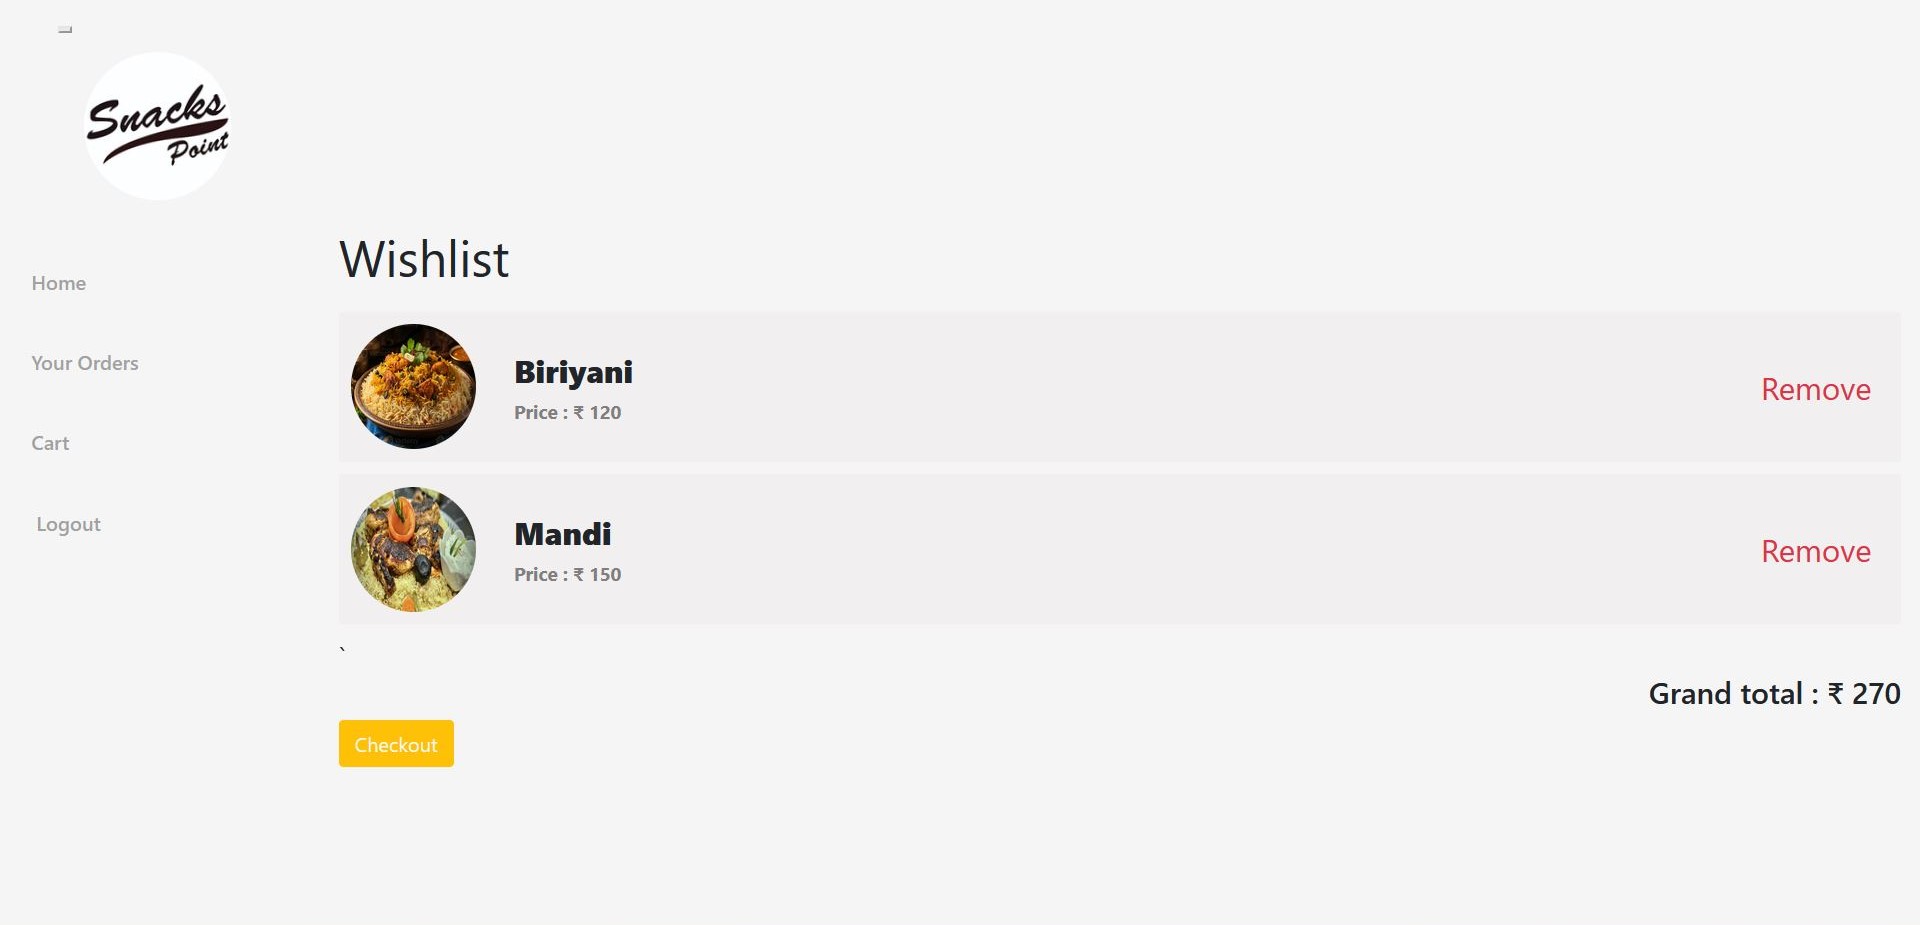 Snacks
Point
Home
Your Orders
Cart
Logout
Wishlist
Biriyani
Price : ₹ 120
Remove
Mandi
Price : ₹ 150
Remove
`
Grand total : ₹ 270
Checkout